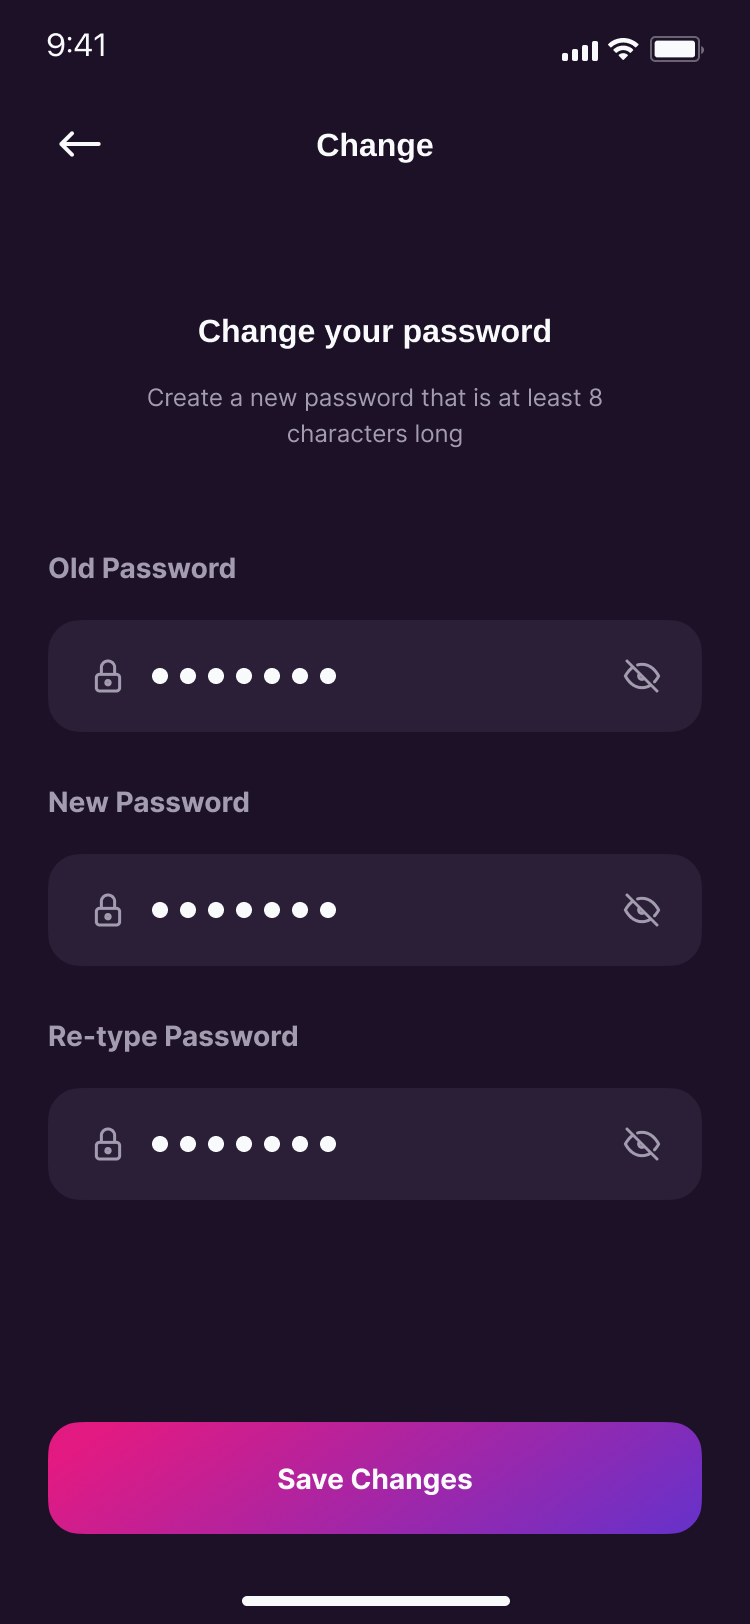 9:41
Change
Change your password
Create a new password that is at least 8
characters long
Old Password
New Password
Re-type Password
Save Changes